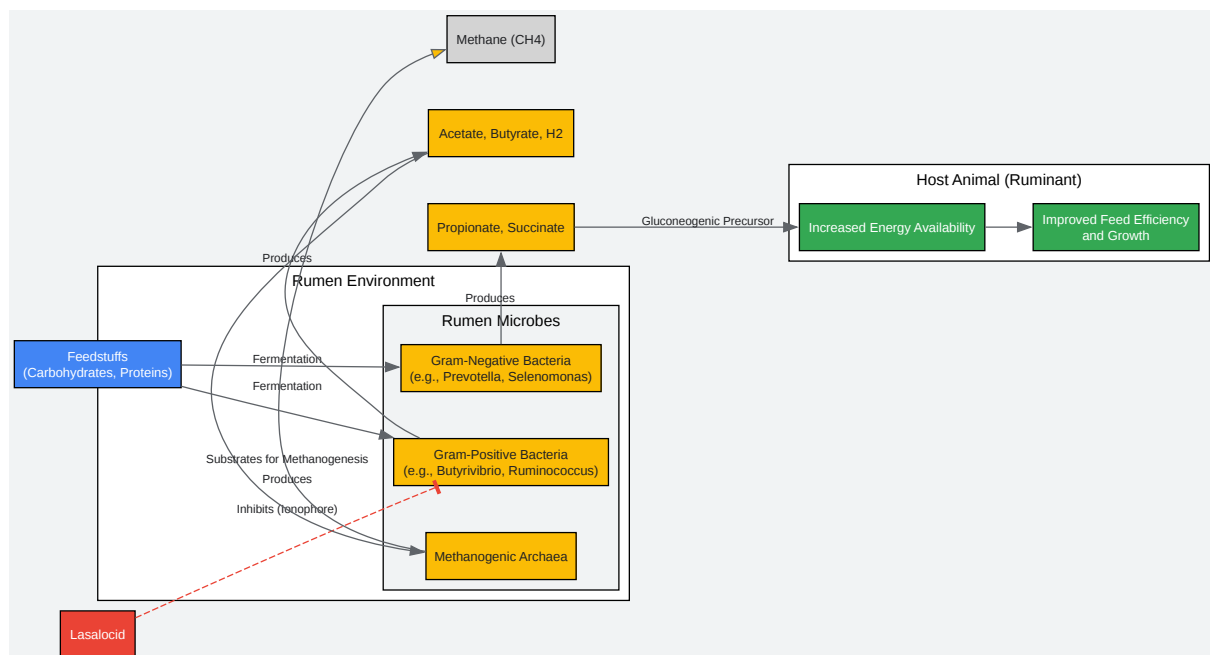 Methane (CH4)
Acetate, Butyrate, H2
Host Animal (Ruminant)
Propionate, Succinate
Gluconeogenic Precursor
Increased Energy Availability
Improved Feed Efficiency
and Growth
Produces
Rumen Environment
Produces
Rumen Microbes
Feedstuffs
(Carbohydrates, Proteins)
Fermentation
Gram-Negative Bacteria
(e.g., Prevotella, Selenomonas)
Fermentation
Gram-Positive Bacteria
(e.g., Butyrivibrio, Ruminococcus)
Substrates for Methanogenesis
Produces
Inhibits (Ionophore)
Methanogenic Archaea
Lasalocid